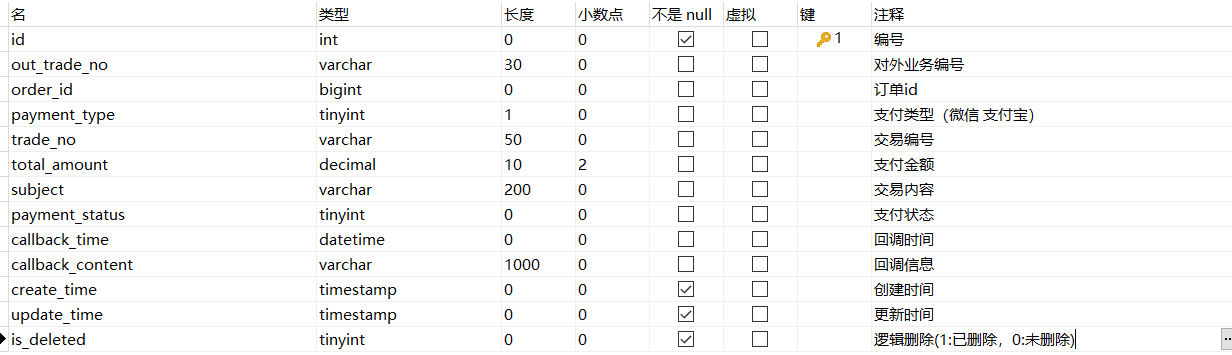 名 类型 长度 小数点 不是 null 虚拟 键 注释
id int 0 0 1 编号
out_trade_no varchar 30 0 对外业务编号
order_id bigint 0 0 订单id
payment_type tinyint 1 0 支付类型（微信 支付宝）
trade_no varchar 50 0 交易编号
total_amount decimal 10 2 支付金额
subject varchar 200 0 交易内容
payment_status tinyint 0 0 支付状态
callback_time datetime 0 0 回调时间
callback_content varchar 1000 0 回调信息
create_time timestamp 0 0 创建时间
update_time timestamp 0 0 更新时间
is_deleted tinyint 0 0 逻辑删除(1:已删除，0:未删除)